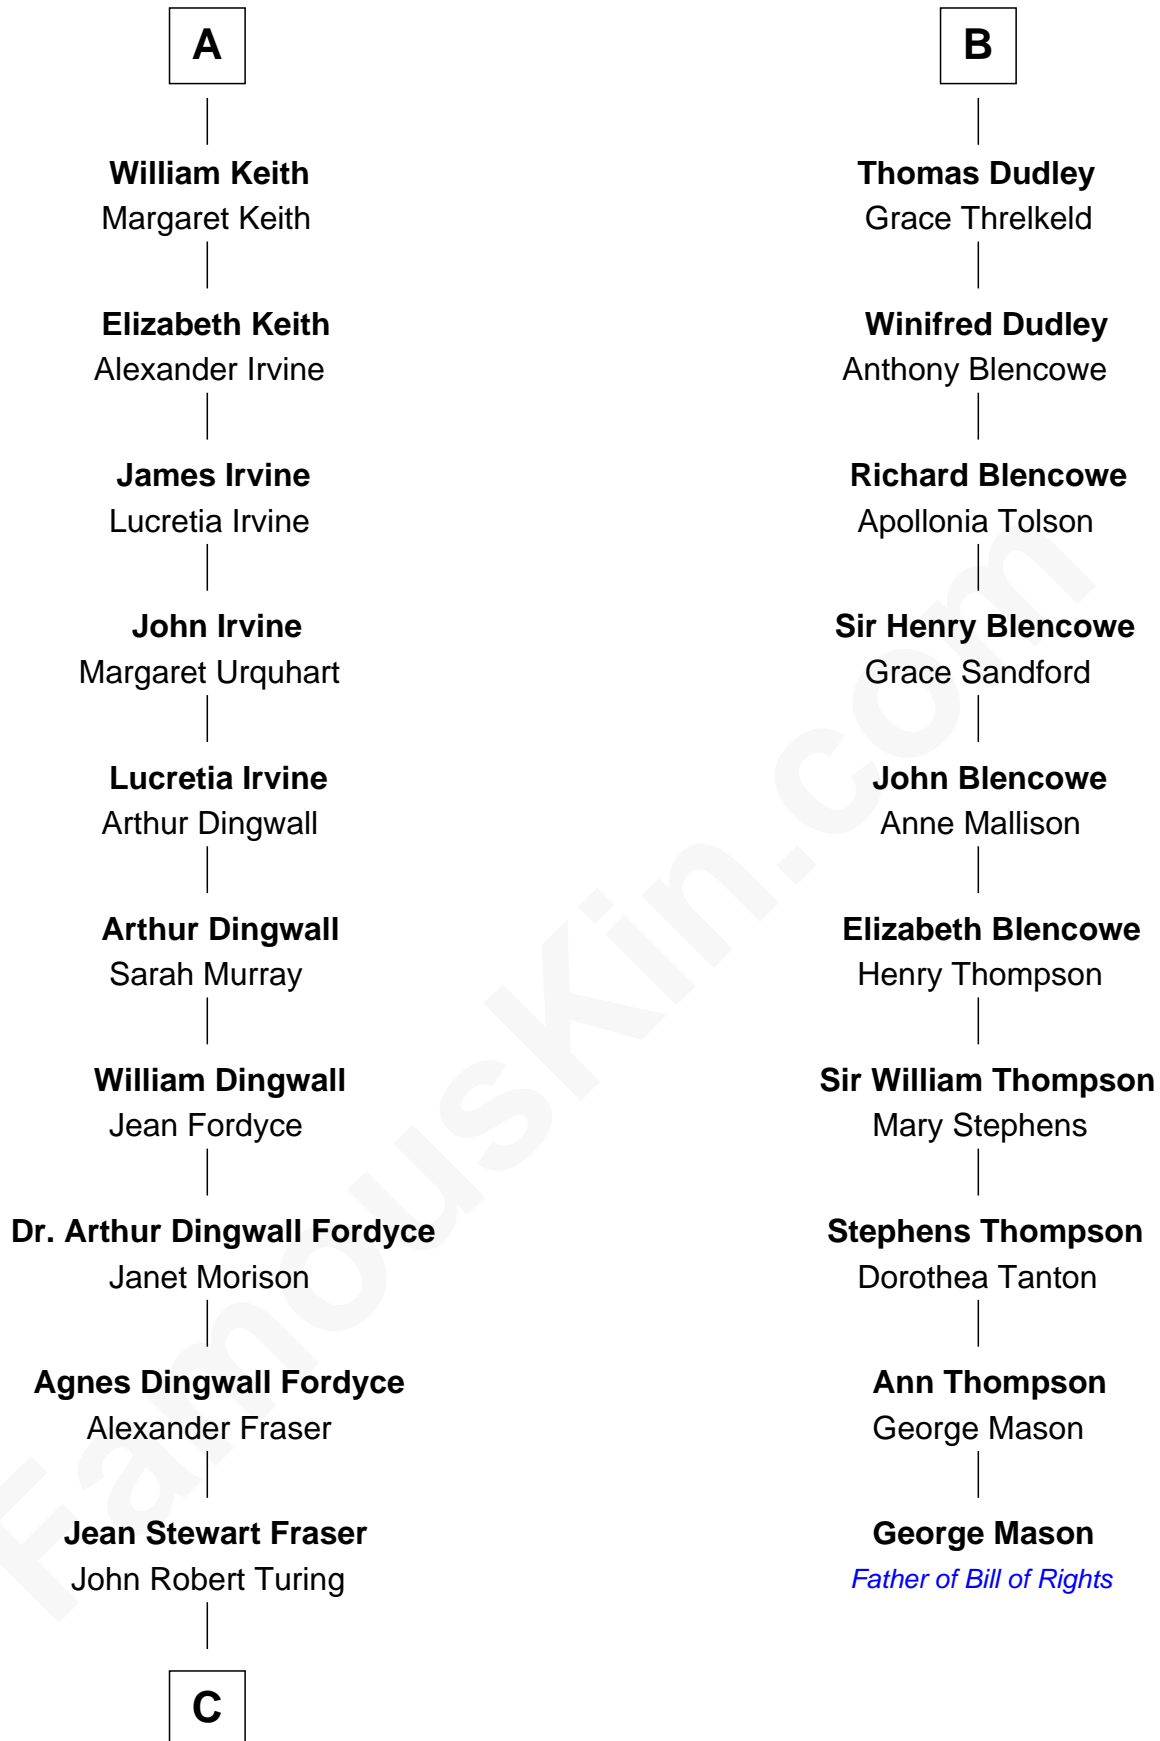 A
William Keith
Margaret Keith
Elizabeth Keith
Alexander Irvine
James Irvine
Lucretia Irvine
John Irvine
Margaret Urquhart
Lucretia Irvine
Arthur Dingwall
Arthur Dingwall
Sarah Murray
William Dingwall
Jean Fordyce
Dr. Arthur Dingwall Fordyce
Janet Morison
Agnes Dingwall Fordyce
Alexander Fraser
Jean Stewart Fraser
John Robert Turing
C
B
Thomas Dudley
Grace Threlkeld
Winifred Dudley
Anthony Blencowe
Richard Blencowe
Apollonia Tolson
Sir Henry Blencowe
Grace Sandford
John Blencowe
Anne Mallison
Elizabeth Blencowe
Henry Thompson
Sir William Thompson
Mary Stephens
Stephens Thompson
Dorothea Tanton
Ann Thompson
George Mason
George Mason
Father of Bill of Rights
FamousKin.com